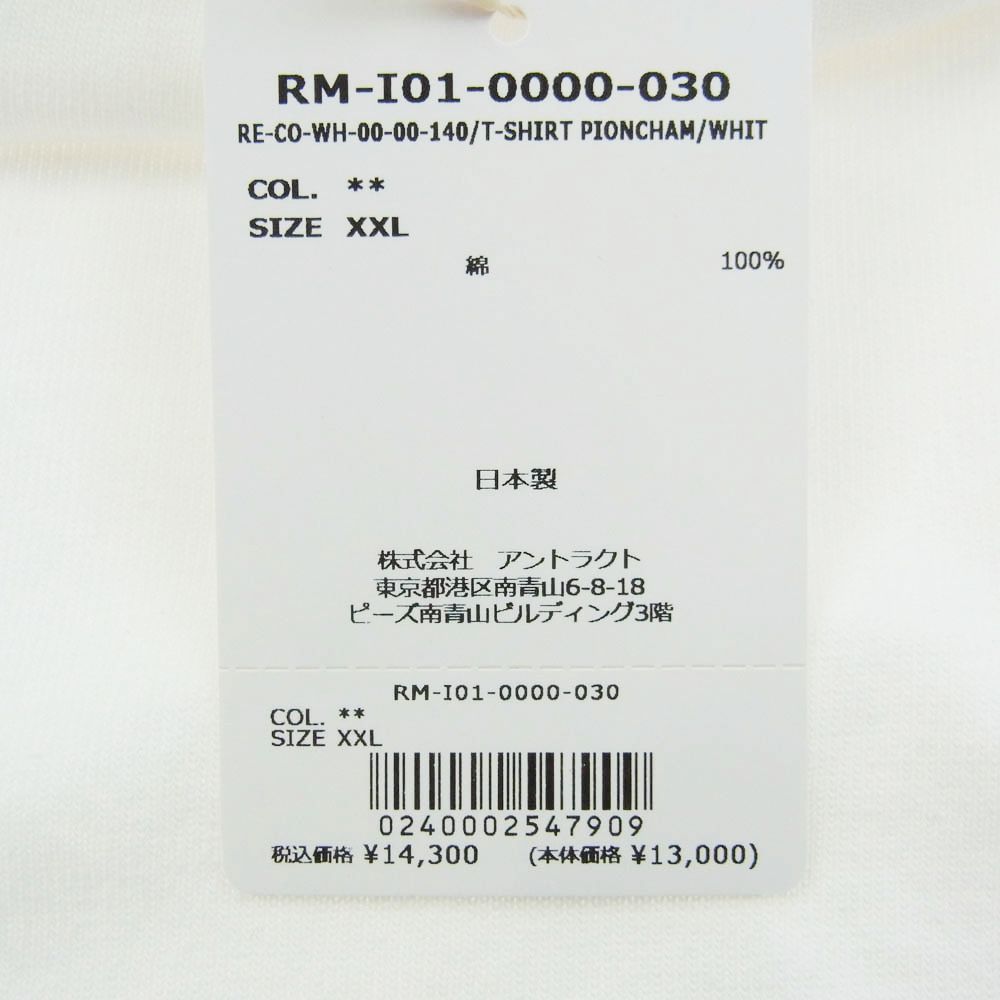 RM-I01-0000-030
RE-CO-WH-00-00-140/T-SHIRT PIONCHAM/WHIT
COL. **
SIZE XXL
綿 100%
日本製
株式会社 アントラクト
東京都港区南青山6-8-18
ピーズ南青山ビルディング3階
RM-I01-0000-030
COL. **
SIZE XXL
0240002547909
税込価格 ¥14,300 (本体価格 ¥13,000)